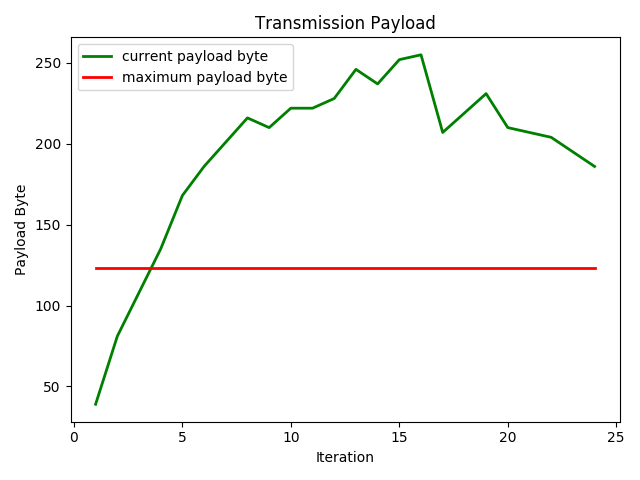 Transmission Payload
current payload byte
maximum payload byte
Payload Byte
250
200
150
100
50
0
5
10
15
20
25
Iteration